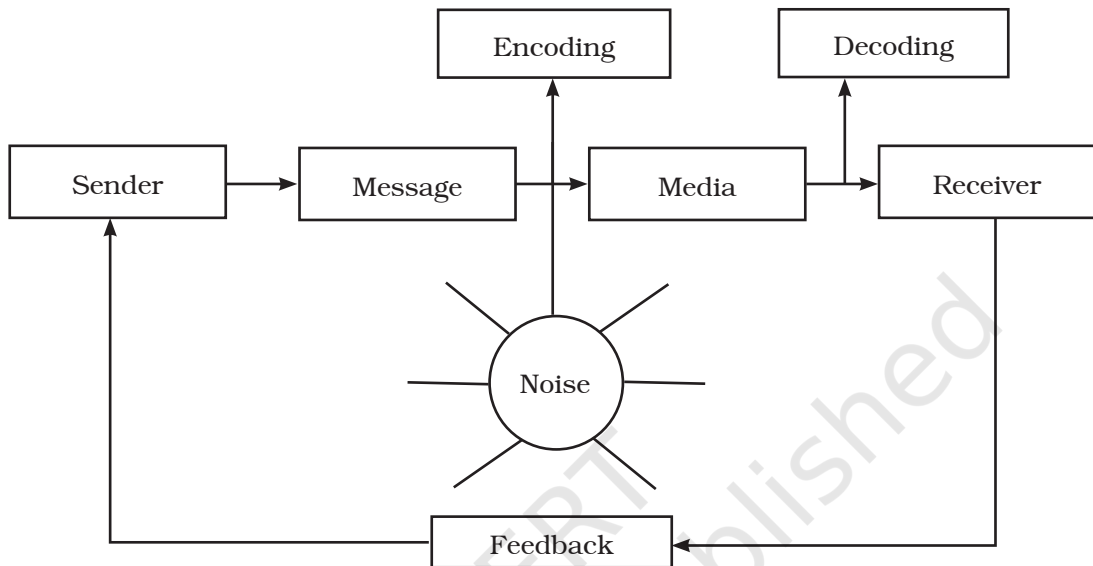 Encoding
Decoding
Sender
Message
Media
Receiver
Noise
Feedback